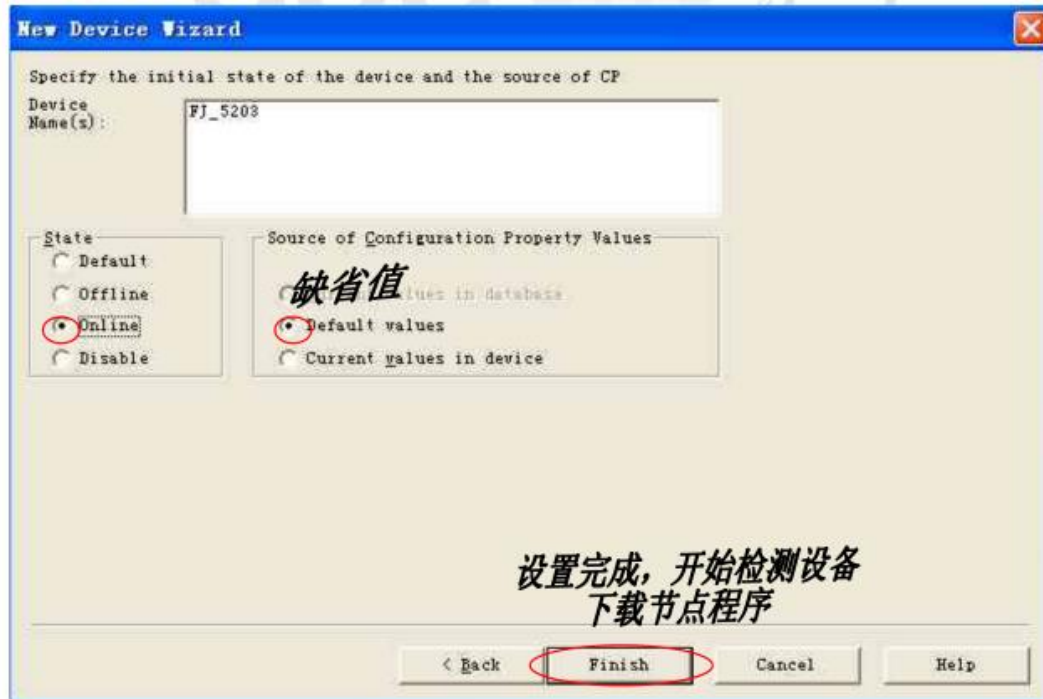 New Device Wizard
Specify the initial state of the device and the source of CP
Device
Name(s):
FJ_5203
State
Default
Offline
Online
Disable
Source of Configuration Property Values
缺省值
values in database
Default values
Current values in device
设置完成，开始检测设备
下载节点程序
< Back
Finish
Cancel
Help